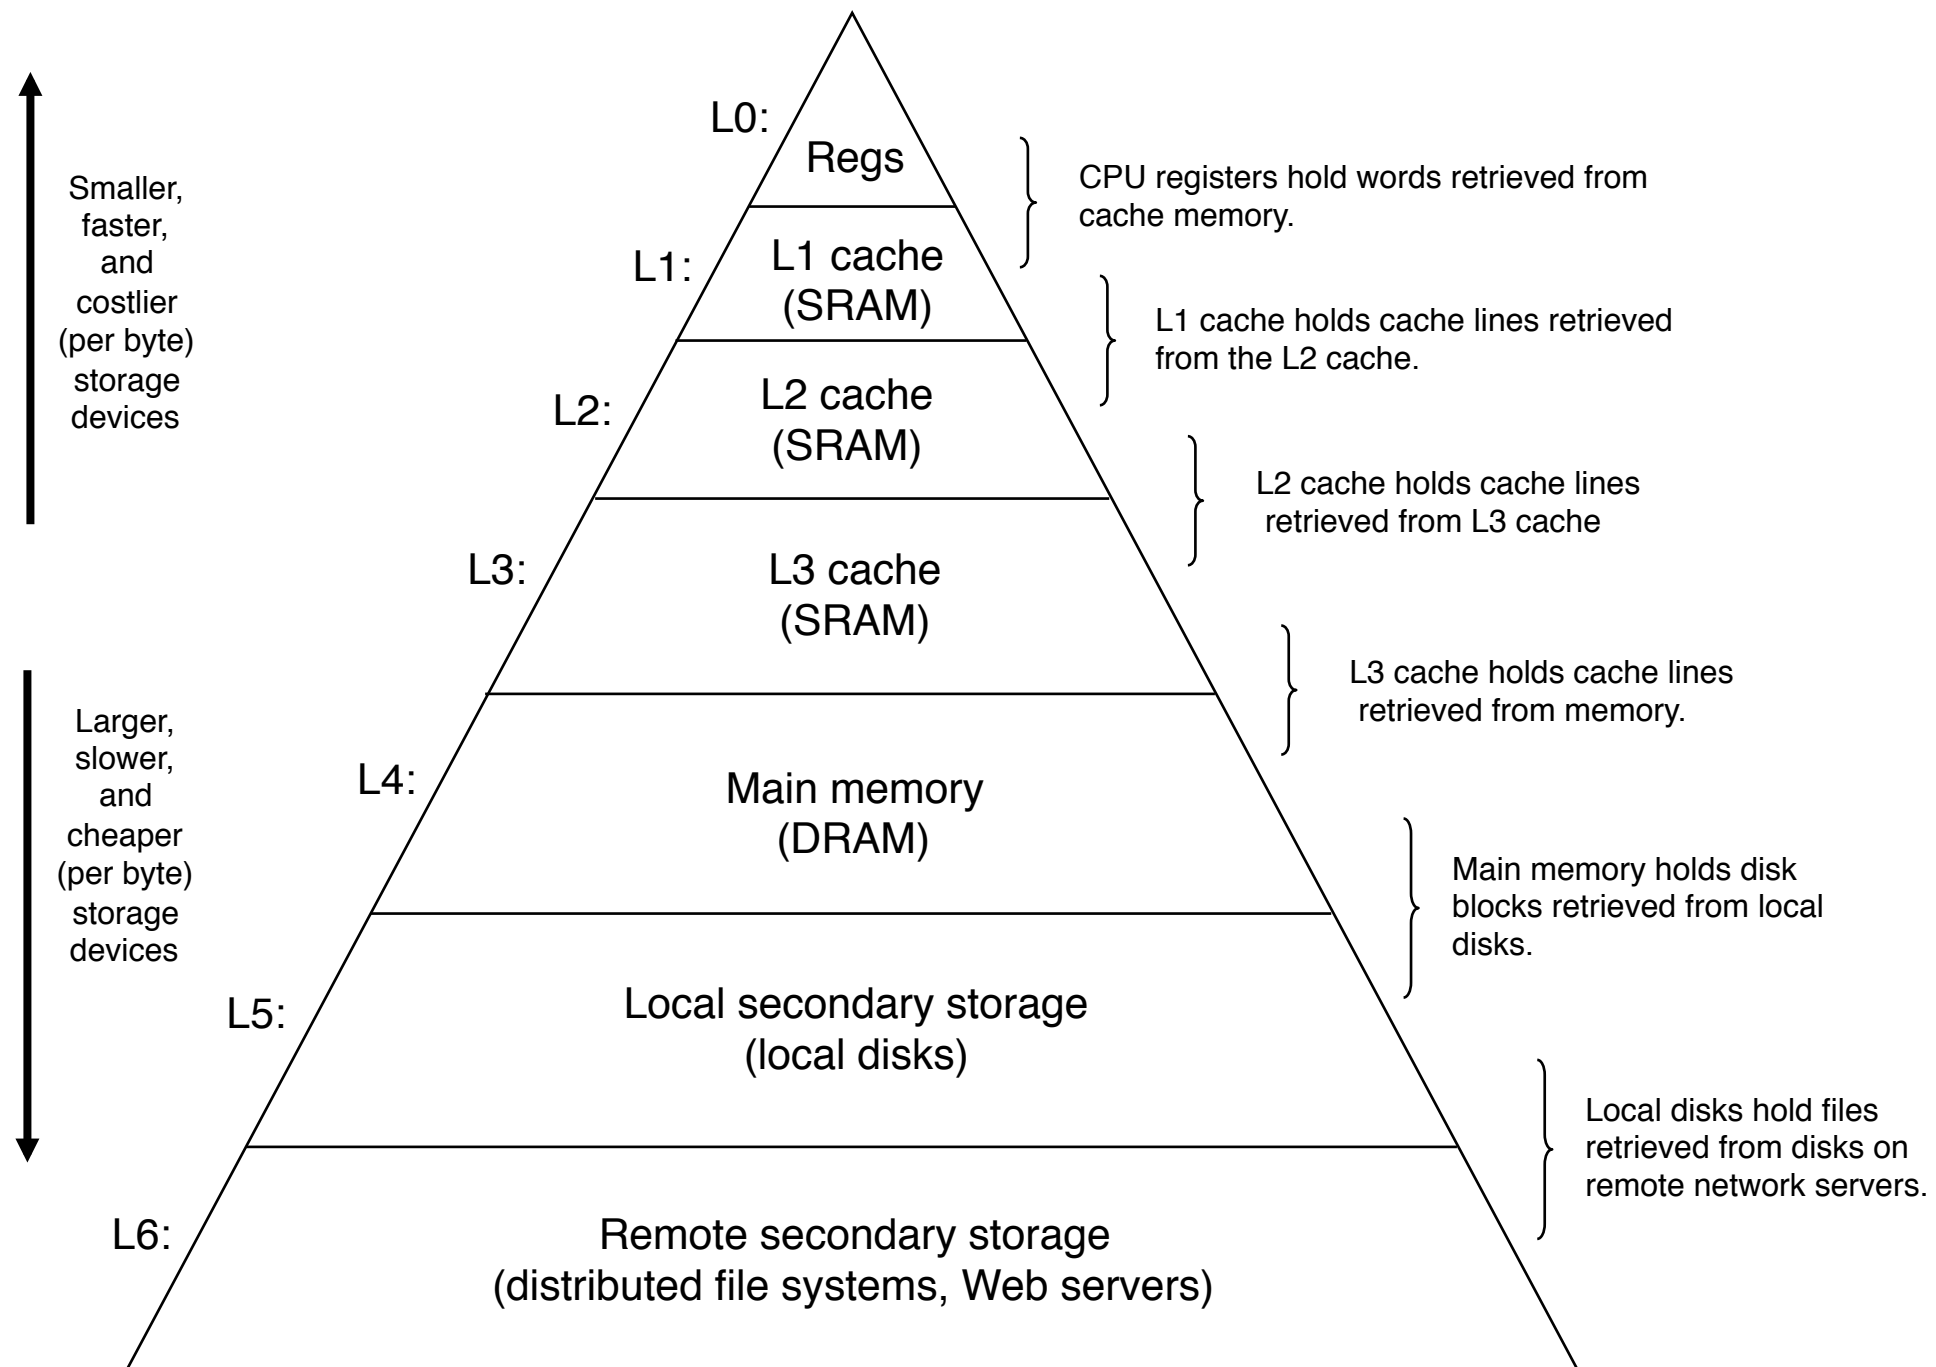 L0:
Regs
CPU registers hold words retrieved from
cache memory.
Smaller,
faster,
and
costlier
(per byte)
storage
devices
L1:
L1 cache
(SRAM)
L1 cache holds cache lines retrieved
from the L2 cache.
L2:
L2 cache
(SRAM)
L2 cache holds cache lines
retrieved from L3 cache
L3:
L3 cache
(SRAM)
L3 cache holds cache lines
retrieved from memory.
Larger,
slower,
and
cheaper
(per byte)
storage
devices
L4:
Main memory
(DRAM)
Main memory holds disk
blocks retrieved from local
disks.
L5:
Local secondary storage
(local disks)
Local disks hold files
retrieved from disks on
remote network servers.
L6:
Remote secondary storage
(distributed file systems, Web servers)